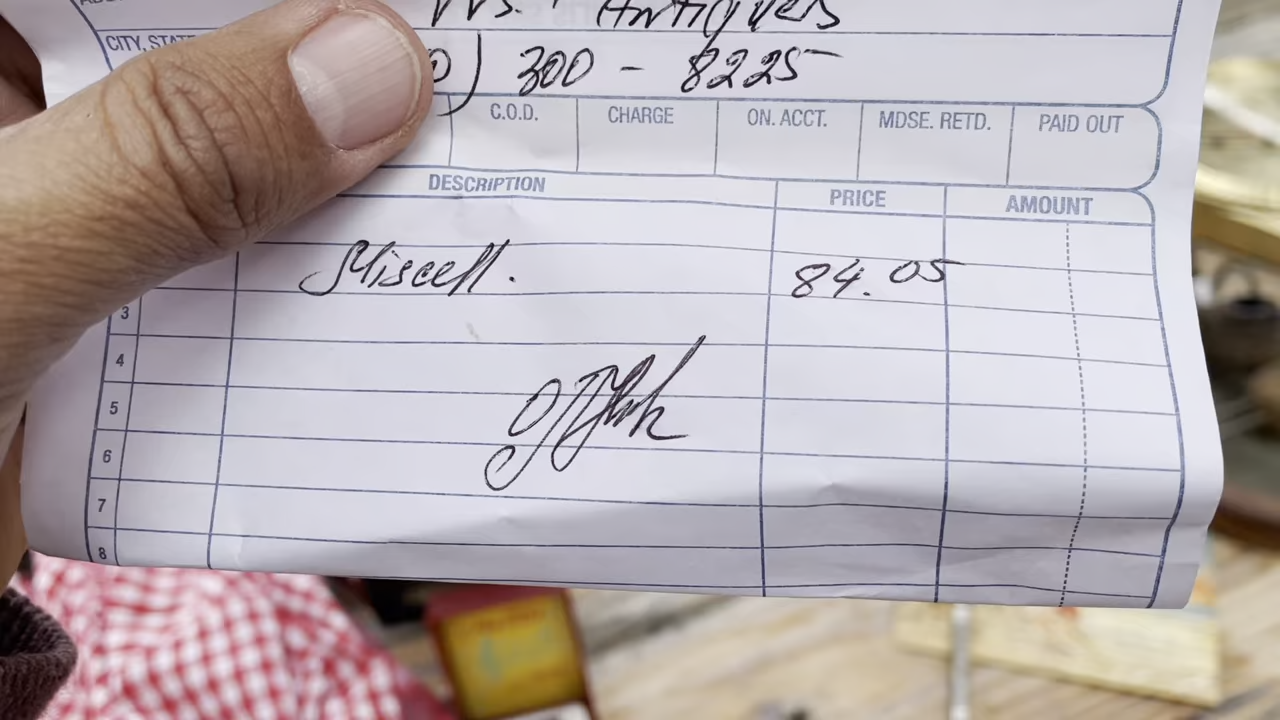 Antiques
CITY, STATE
0) 300 - 8225
C.O.D. CHARGE ON. ACCT. MDSE. RETD. PAID OUT
DESCRIPTION PRICE AMOUNT
Miscell. 84.05
3
4
5
6
7
8